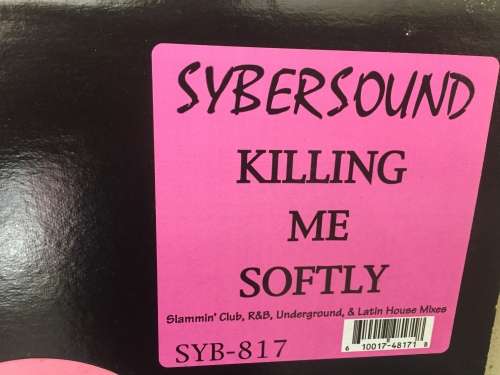 SYBERSOUND
KILLING
ME
SOFTLY
Slammin' Club, R&B, Underground, & Latin House Mixes
SYB-817
6 10017-48171 8